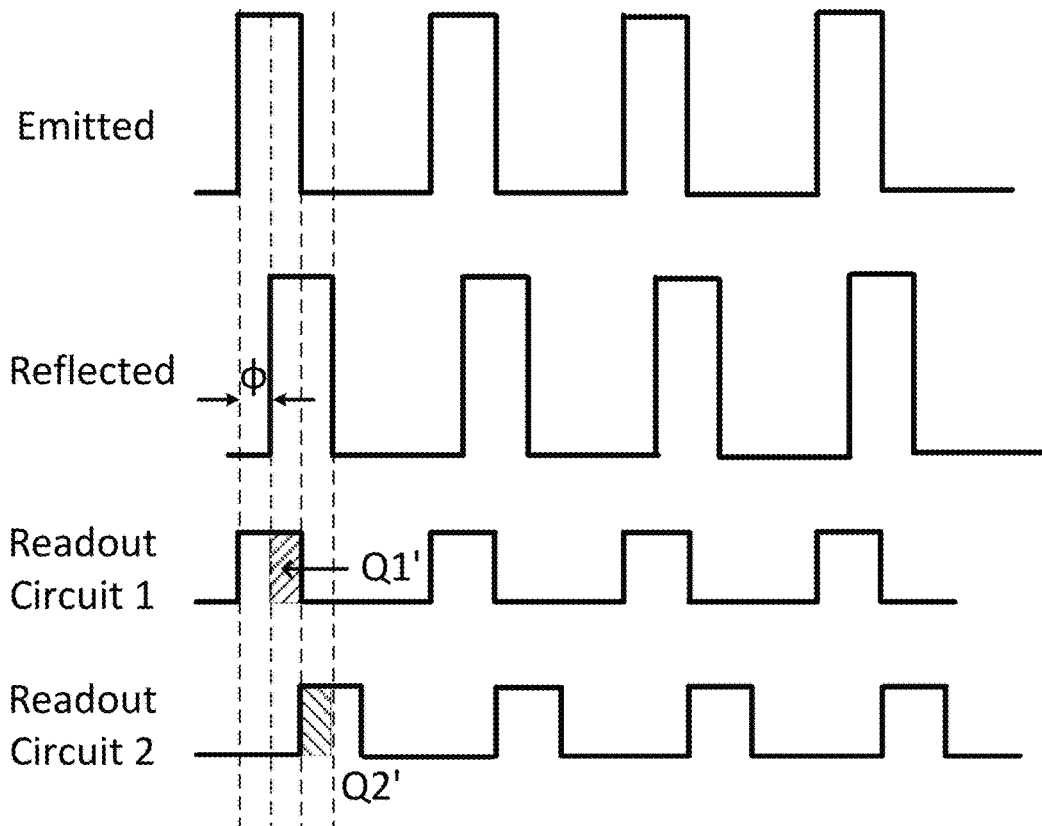 Emitted
Reflected
ϕ
Readout
Circuit 1
Q1'
Readout
Circuit 2
Q2'